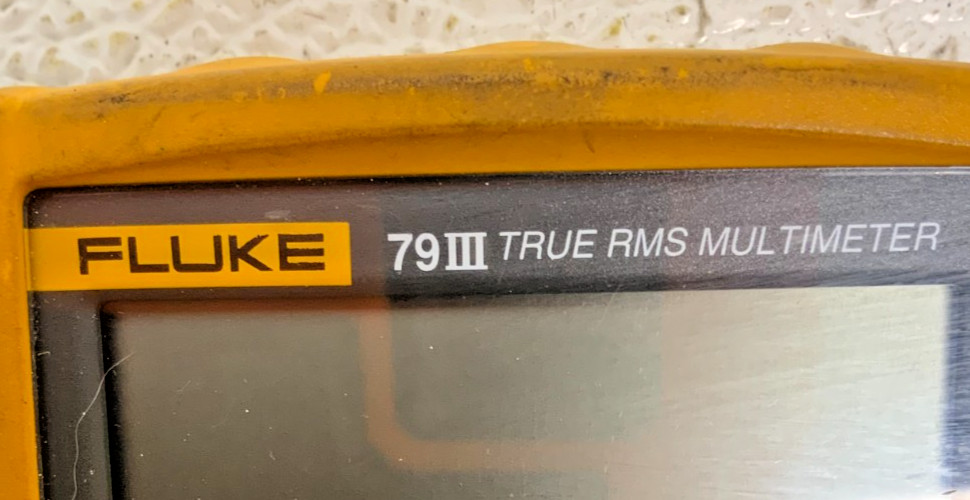 FLUKE 79III TRUE RMS MULTIMETER